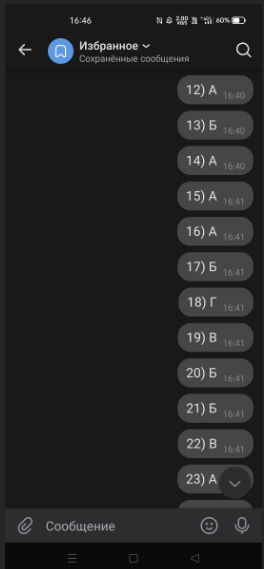 16:46 60%
Избранное
Сохранённые сообщения
12) А 16:40
13) Б 16:40
14) А 16:40
15) А 16:41
16) А 16:41
17) Б 16:41
18) Г 16:41
19) В 16:41
20) Б 16:41
21) Б 16:41
22) В 16:41
23) А
Сообщение